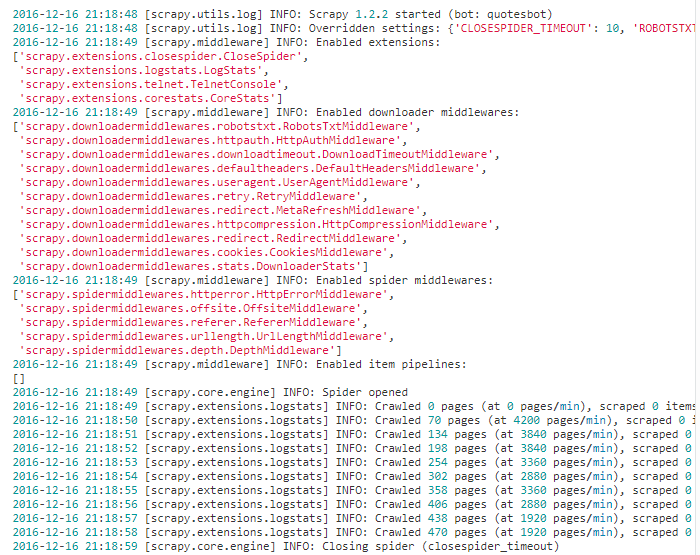 2016-12-16 21:18:48 [scrapy.utils.log] INFO: Scrapy 1.2.2 started (bot: quotesbot)
2016-12-16 21:18:48 [scrapy.utils.log] INFO: Overridden settings: {'CLOSESPIDER_TIMEOUT': 10, 'ROBOTSTXT
2016-12-16 21:18:49 [scrapy.middleware] INFO: Enabled extensions:
['scrapy.extensions.closespider.CloseSpider',
 'scrapy.extensions.logstats.LogStats',
 'scrapy.extensions.telnet.TelnetConsole',
 'scrapy.extensions.corestats.CoreStats']
2016-12-16 21:18:49 [scrapy.middleware] INFO: Enabled downloader middlewares:
['scrapy.downloadermiddlewares.robotstxt.RobotsTxtMiddleware',
 'scrapy.downloadermiddlewares.httpauth.HttpAuthMiddleware',
 'scrapy.downloadermiddlewares.downloadtimeout.DownloadTimeoutMiddleware',
 'scrapy.downloadermiddlewares.defaultheaders.DefaultHeadersMiddleware',
 'scrapy.downloadermiddlewares.useragent.UserAgentMiddleware',
 'scrapy.downloadermiddlewares.retry.RetryMiddleware',
 'scrapy.downloadermiddlewares.redirect.MetaRefreshMiddleware',
 'scrapy.downloadermiddlewares.httpcompression.HttpCompressionMiddleware',
 'scrapy.downloadermiddlewares.redirect.RedirectMiddleware',
 'scrapy.downloadermiddlewares.cookies.CookiesMiddleware',
 'scrapy.downloadermiddlewares.stats.DownloaderStats']
2016-12-16 21:18:49 [scrapy.middleware] INFO: Enabled spider middlewares:
['scrapy.spidermiddlewares.httperror.HttpErrorMiddleware',
 'scrapy.spidermiddlewares.offsite.OffsiteMiddleware',
 'scrapy.spidermiddlewares.referer.RefererMiddleware',
 'scrapy.spidermiddlewares.urllength.UrlLengthMiddleware',
 'scrapy.spidermiddlewares.depth.DepthMiddleware']
2016-12-16 21:18:49 [scrapy.middleware] INFO: Enabled item pipelines:
[]
2016-12-16 21:18:49 [scrapy.core.engine] INFO: Spider opened
2016-12-16 21:18:49 [scrapy.extensions.logstats] INFO: Crawled 0 pages (at 0 pages/min), scraped 0 items
2016-12-16 21:18:50 [scrapy.extensions.logstats] INFO: Crawled 70 pages (at 4200 pages/min), scraped 0 i
2016-12-16 21:18:51 [scrapy.extensions.logstats] INFO: Crawled 134 pages (at 3840 pages/min), scraped 0
2016-12-16 21:18:52 [scrapy.extensions.logstats] INFO: Crawled 198 pages (at 3840 pages/min), scraped 0
2016-12-16 21:18:53 [scrapy.extensions.logstats] INFO: Crawled 254 pages (at 3360 pages/min), scraped 0
2016-12-16 21:18:54 [scrapy.extensions.logstats] INFO: Crawled 302 pages (at 2880 pages/min), scraped 0
2016-12-16 21:18:55 [scrapy.extensions.logstats] INFO: Crawled 358 pages (at 3360 pages/min), scraped 0
2016-12-16 21:18:56 [scrapy.extensions.logstats] INFO: Crawled 406 pages (at 2880 pages/min), scraped 0
2016-12-16 21:18:57 [scrapy.extensions.logstats] INFO: Crawled 438 pages (at 1920 pages/min), scraped 0
2016-12-16 21:18:58 [scrapy.extensions.logstats] INFO: Crawled 470 pages (at 1920 pages/min), scraped 0
2016-12-16 21:18:59 [scrapy.core.engine] INFO: Closing spider (closespider_timeout)